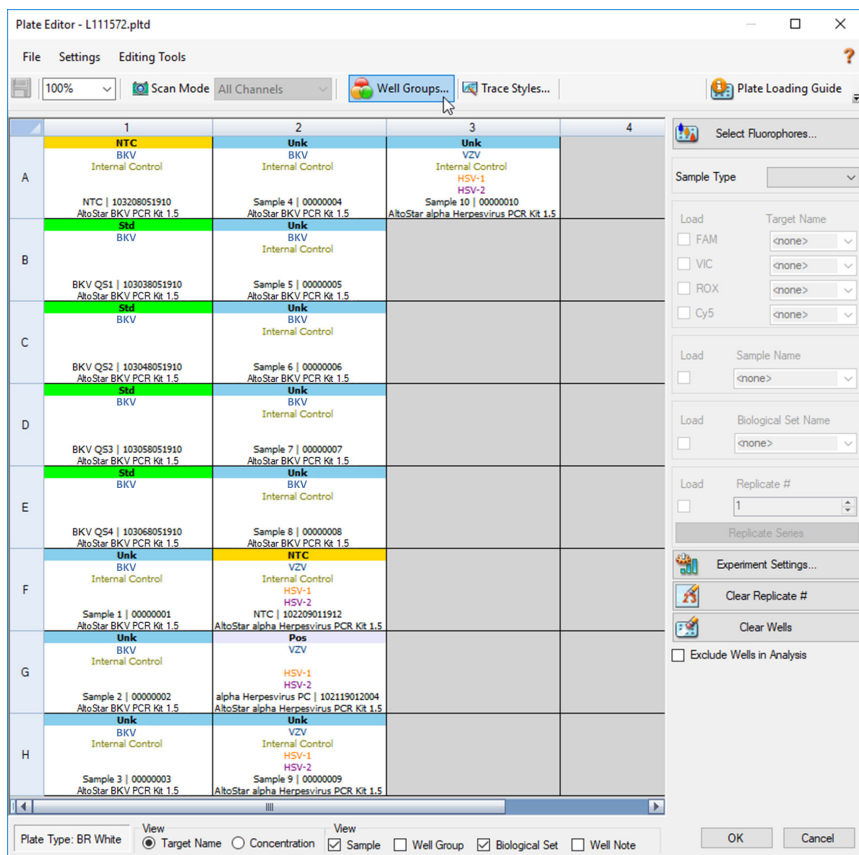 Plate Editor - L111572.pltd
File Settings Editing Tools
100% Scan Mode All Channels Well Groups... Trace Styles... Plate Loading Guide
1 2 3 4
A
NTC
BKV
Internal Control
NTC | 103208051910
AltoStar BKV PCR Kit 1.5
Unk
BKV
Internal Control
Sample 4 | 00000004
AltoStar BKV PCR Kit 1.5
Unk
VZV
Internal Control
HSV-1
HSV-2
Sample 10 | 00000010
AltoStar alpha Herpesvirus PCR Kit 1.5
B
Std
BKV
BKV QS1 | 103038051910
AltoStar BKV PCR Kit 1.5
Unk
BKV
Internal Control
Sample 5 | 00000005
AltoStar BKV PCR Kit 1.5
C
Std
BKV
BKV QS2 | 103048051910
AltoStar BKV PCR Kit 1.5
Unk
BKV
Internal Control
Sample 6 | 00000006
AltoStar BKV PCR Kit 1.5
D
Std
BKV
BKV QS3 | 103058051910
AltoStar BKV PCR Kit 1.5
Unk
BKV
Internal Control
Sample 7 | 00000007
AltoStar BKV PCR Kit 1.5
E
Std
BKV
BKV QS4 | 103068051910
AltoStar BKV PCR Kit 1.5
Unk
BKV
Internal Control
Sample 8 | 00000008
AltoStar BKV PCR Kit 1.5
F
Unk
BKV
Internal Control
Sample 1 | 00000001
AltoStar BKV PCR Kit 1.5
NTC
VZV
Internal Control
HSV-1
HSV-2
NTC | 102209011912
AltoStar alpha Herpesvirus PCR Kit 1.5
G
Unk
BKV
Internal Control
Sample 2 | 00000002
AltoStar BKV PCR Kit 1.5
Pos
VZV
HSV-1
HSV-2
alpha Herpesvirus PC | 102119012004
AltoStar alpha Herpesvirus PCR Kit 1.5
H
Unk
BKV
Internal Control
Sample 3 | 00000003
AltoStar BKV PCR Kit 1.5
Unk
VZV
Internal Control
HSV-1
HSV-2
Sample 9 | 00000009
AltoStar alpha Herpesvirus PCR Kit 1.5
Select Fluorophores...
Sample Type
Load Target Name
FAM <none>
VIC <none>
ROX <none>
Cy5 <none>
Load Sample Name
<none>
Load Biological Set Name
<none>
Load Replicate #
1
Replicate Series
Experiment Settings...
Clear Replicate #
Clear Wells
Exclude Wells in Analysis
Plate Type: BR White
View
Target Name Concentration
View
Sample Well Group Biological Set Well Note
OK Cancel